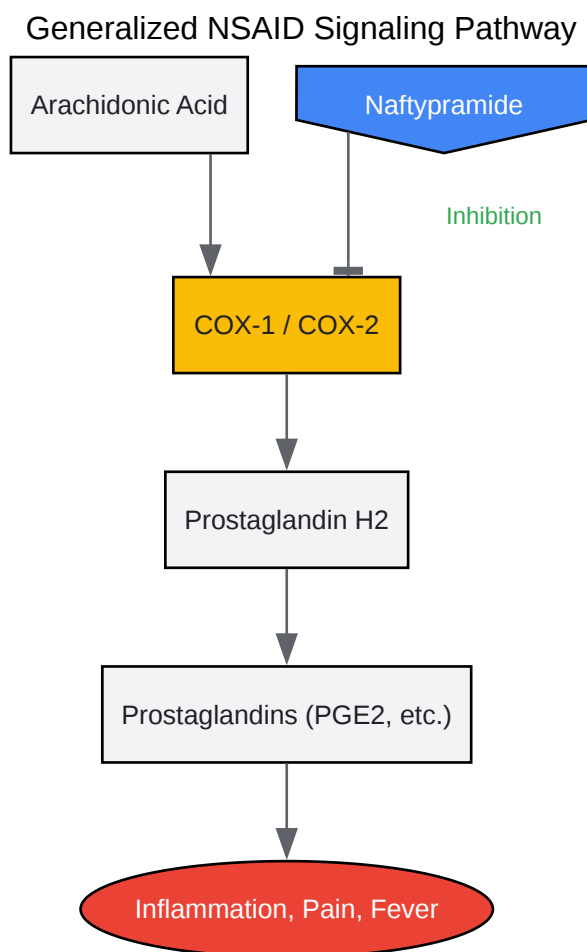 Generalized NSAID Signaling Pathway
Arachidonic Acid
Naftypramide
Inhibition
COX-1 / COX-2
Prostaglandin H2
Prostaglandins (PGE2, etc.)
Inflammation, Pain, Fever